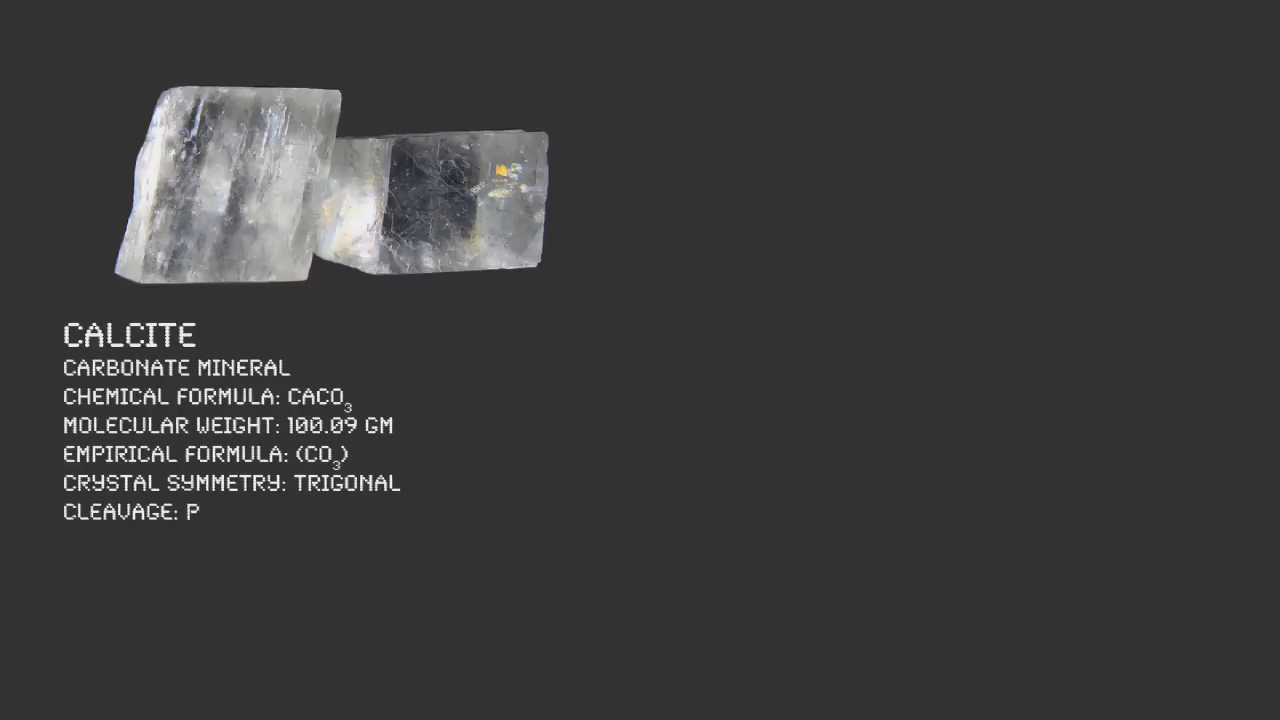 CALCITE
CARBONATE MINERAL
CHEMICAL FORMULA: CACO₃
MOLECULAR WEIGHT: 100.09 GM
EMPIRICAL FORMULA: (CO₃)
CRYSTAL SYMMETRY: TRIGONAL
CLEAVAGE: P